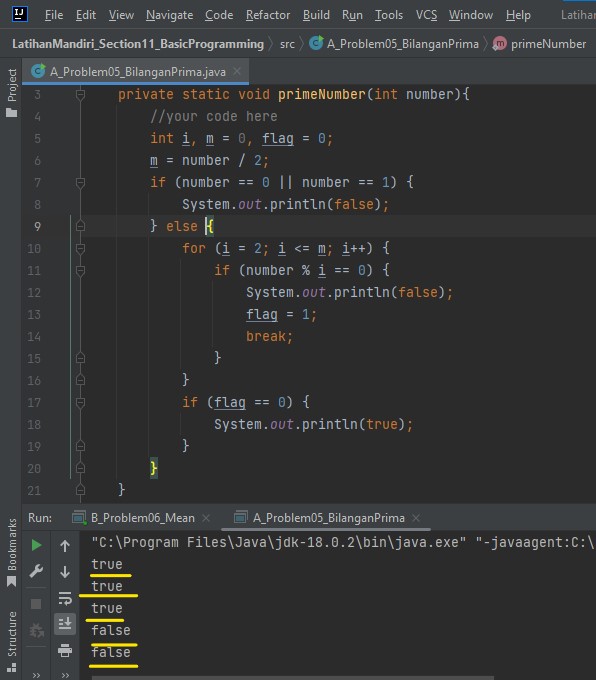 File Edit View Navigate Code Refactor Build Run Tools VCS Window Help Latihan
LatihanMandiri_Section11_BasicProgramming src A_Problem05_BilanganPrima primeNumber
A_Problem05_BilanganPrima.java
Project
3 private static void primeNumber(int number){
4 //your code here
5 int i, m = 0, flag = 0;
6 m = number / 2;
7 if (number == 0 || number == 1) {
8 System.out.println(false);
9 } else {
10 for (i = 2; i <= m; i++) {
11 if (number % i == 0) {
12 System.out.println(false);
13 flag = 1;
14 break;
15 }
16 }
17 if (flag == 0) {
18 System.out.println(true);
19 }
20 }
21 }
Run: B_Problem06_Mean A_Problem05_BilanganPrima
"C:\Program Files\Java\jdk-18.0.2\bin\java.exe" "-javaagent:C:\
true
true
true
false
false
Bookmarks
Structure